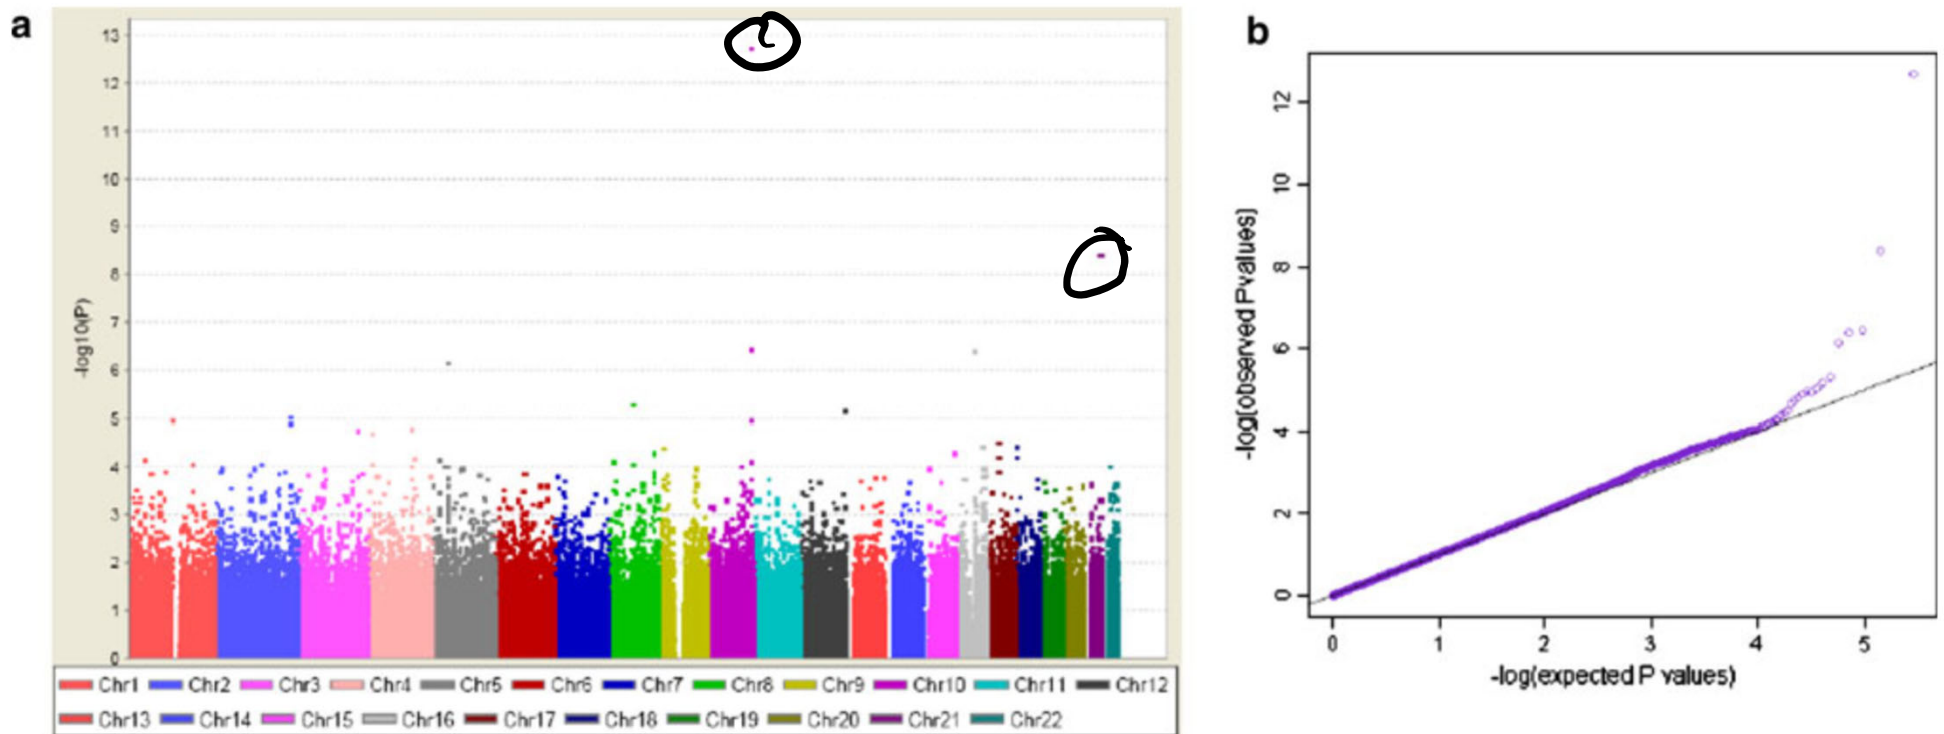 a
13
12
11
10
9
8
7
6
5
4
3
2
1
0
-log10(P)
Chr1 Chr2 Chr3 Chr4 Chr5 Chr6 Chr7 Chr8 Chr9 Chr10 Chr11 Chr12
Chr13 Chr14 Chr15 Chr16 Chr17 Chr18 Chr19 Chr20 Chr21 Chr22
b
12
10
8
6
4
2
0
-log(observed Pvalues)
0 1 2 3 4 5
-log(expected P values)